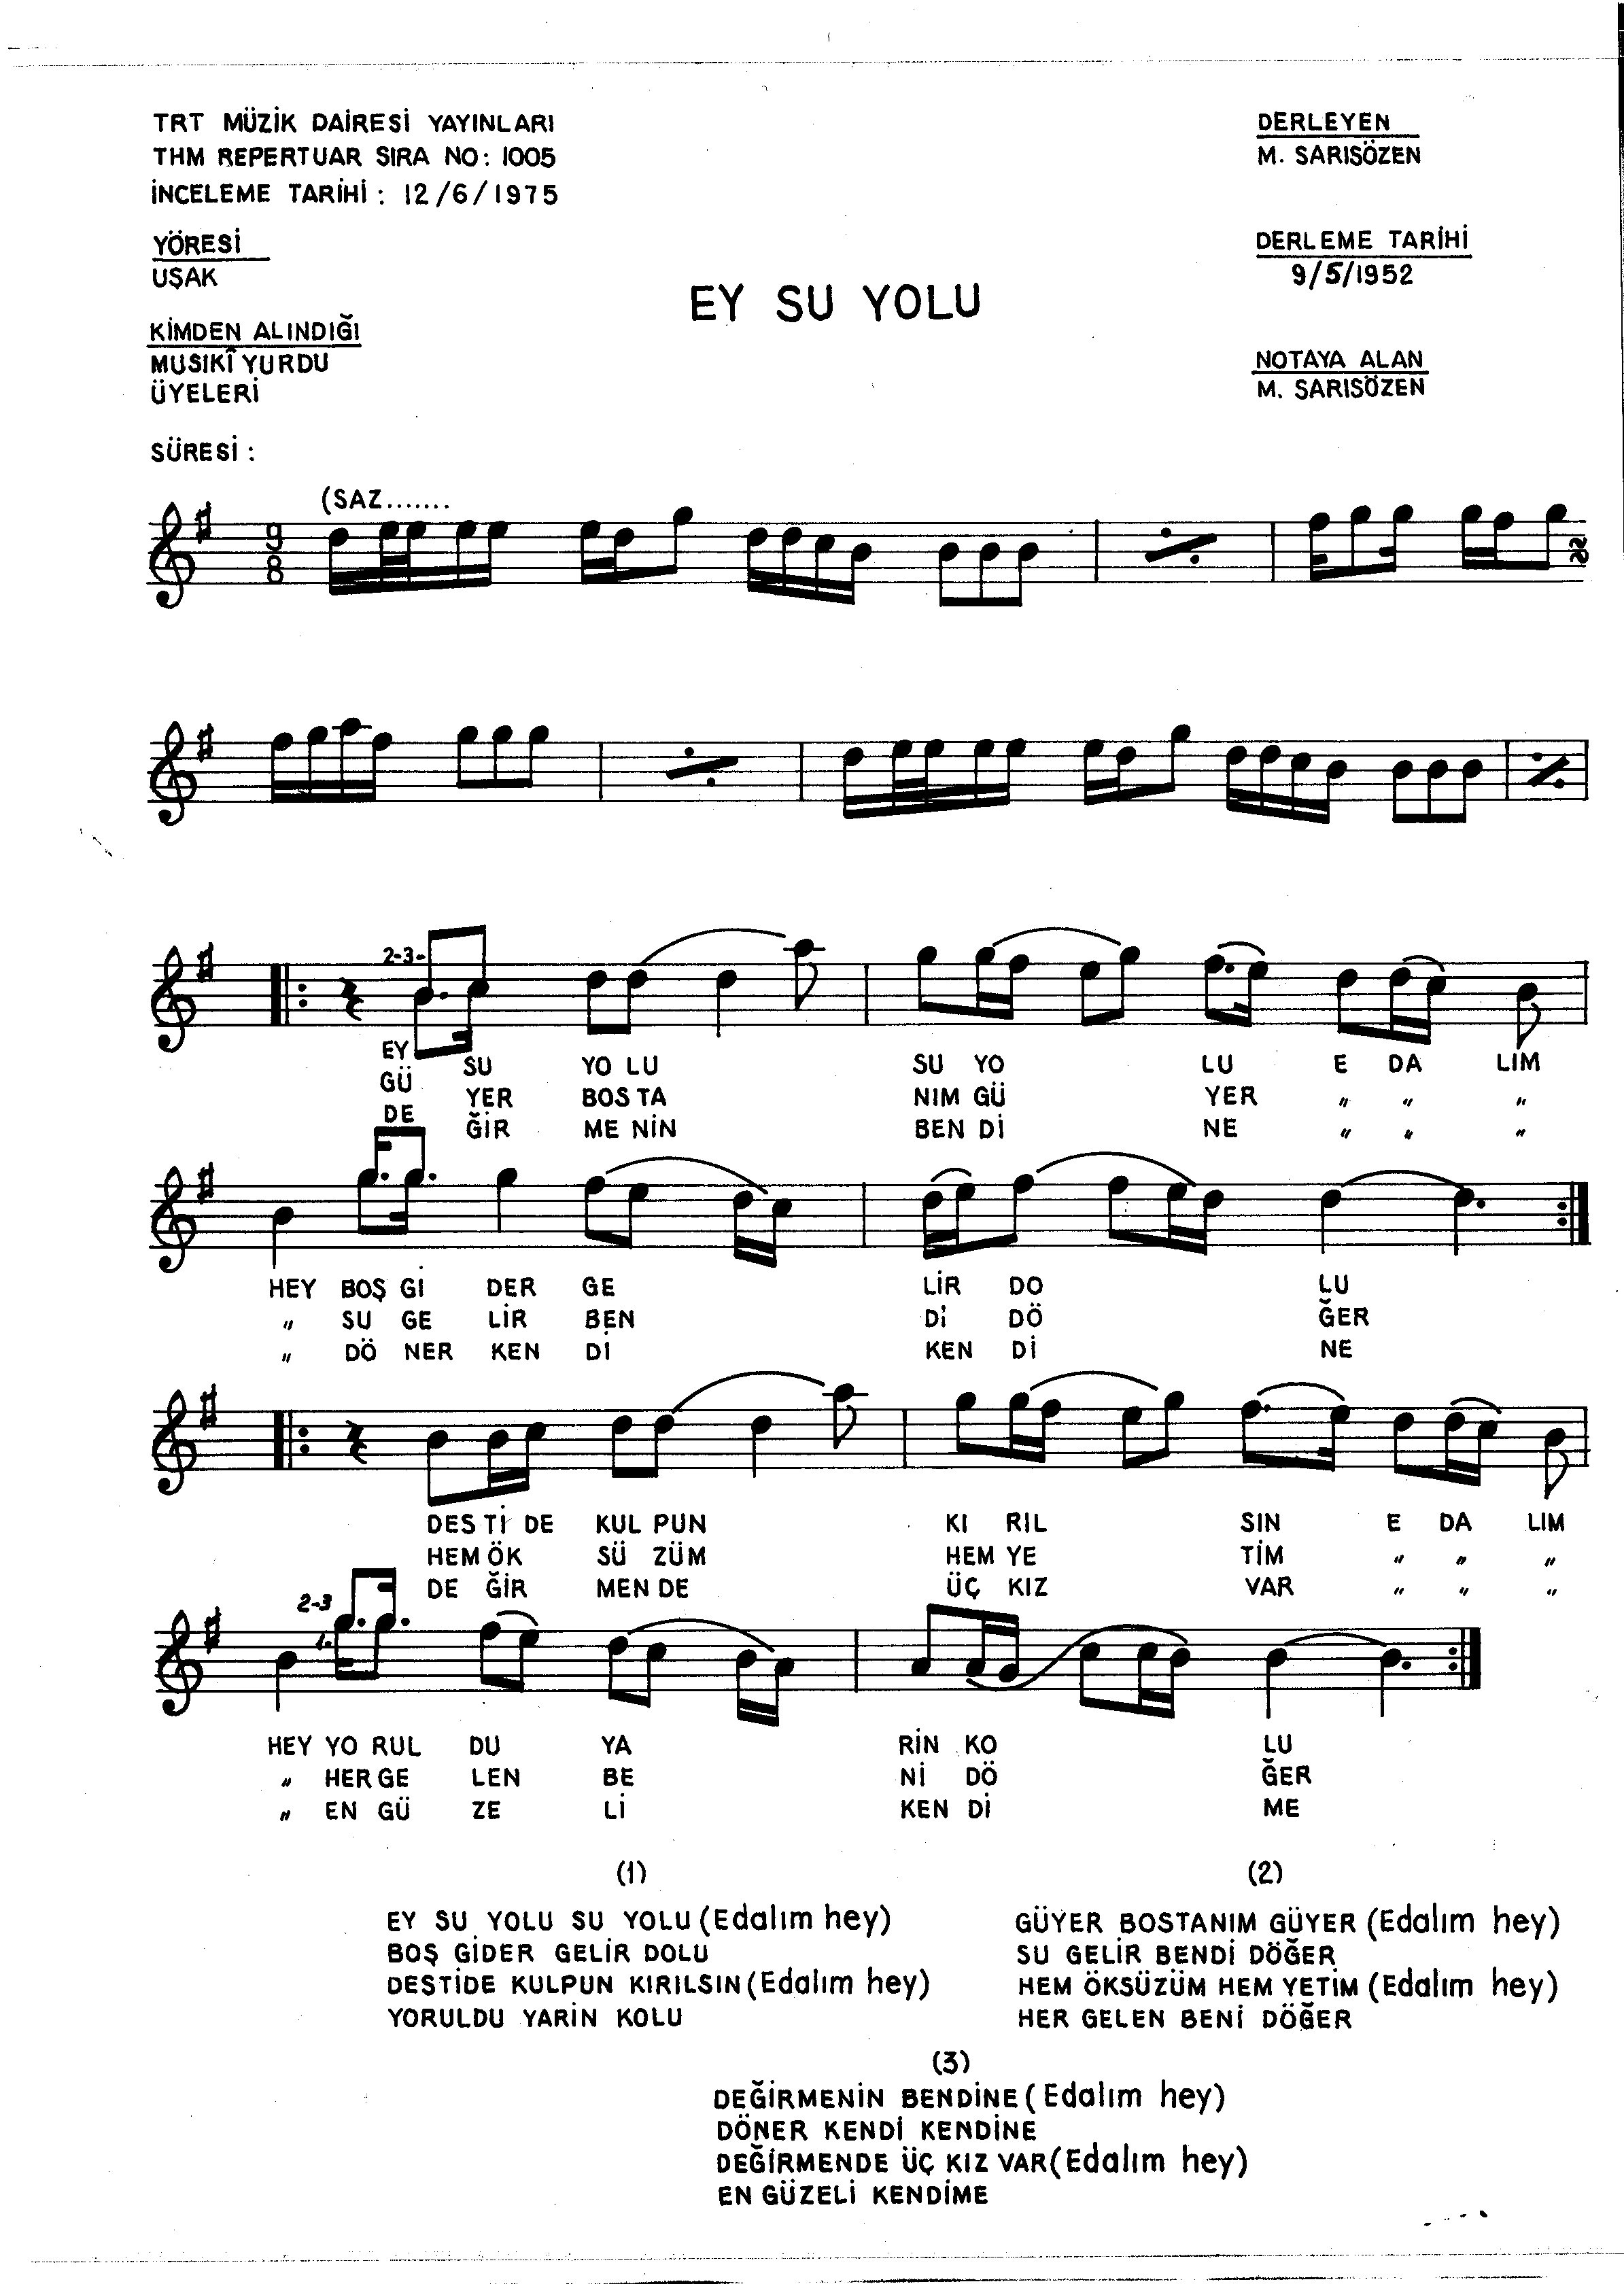 TRT MÜZİK DAİRESİ YAYINLARI
THM REPERTUAR SIRA NO: 1005
İNCELEME TARİHİ : 12/6/1975
DERLEYEN
M. SARISÖZEN
YÖRESİ
UŞAK
DERLEME TARİHİ
9/5/1952
EY SU YOLU
KİMDEN ALINDIĞI
MUSIKÎ YURDU
ÜYELERİ
NOTAYA ALAN
M. SARISÖZEN
SÜRESİ :
(SAZ.......
9
8
2-3-
EY SU YO LU SU YO LU E DA LIM
GÜ YER BOS TA NIM GÜ YER " " "
DE ĞİR ME NİN BEN Dİ NE " " "
HEY BOŞ Gİ DER GE LİR DO LU
" SU GE LİR BEN Dİ DÖ ĞER
" DÖ NER KEN Dİ KEN Dİ NE
DES Tİ DE KUL PUN KI RIL SIN E DA LIM
HEM ÖK SÜ ZÜM HEM YE TİM " " "
DE ĞİR MEN DE ÜÇ KIZ VAR " " "
2-3
1.
HEY YO RUL DU YA RİN KO LU
" HER GE LEN BE Nİ DÖ ĞER
" EN GÜ ZE Lİ KEN Dİ ME
(1)
EY SU YOLU SU YOLU (Edalım hey)
BOŞ GİDER GELİR DOLU
DESTİDE KULPUN KIRILSIN (Edalım hey)
YORULDU YARİN KOLU
(2)
GÜYER BOSTANIM GÜYER (Edalım hey)
SU GELİR BENDİ DÖĞER
HEM ÖKSÜZÜM HEM YETİM (Edalım hey)
HER GELEN BENİ DÖĞER
(3)
DEĞİRMENİN BENDİNE (Edalım hey)
DÖNER KENDİ KENDİNE
DEĞİRMENDE ÜÇ KIZ VAR (Edalım hey)
EN GÜZELİ KENDİME